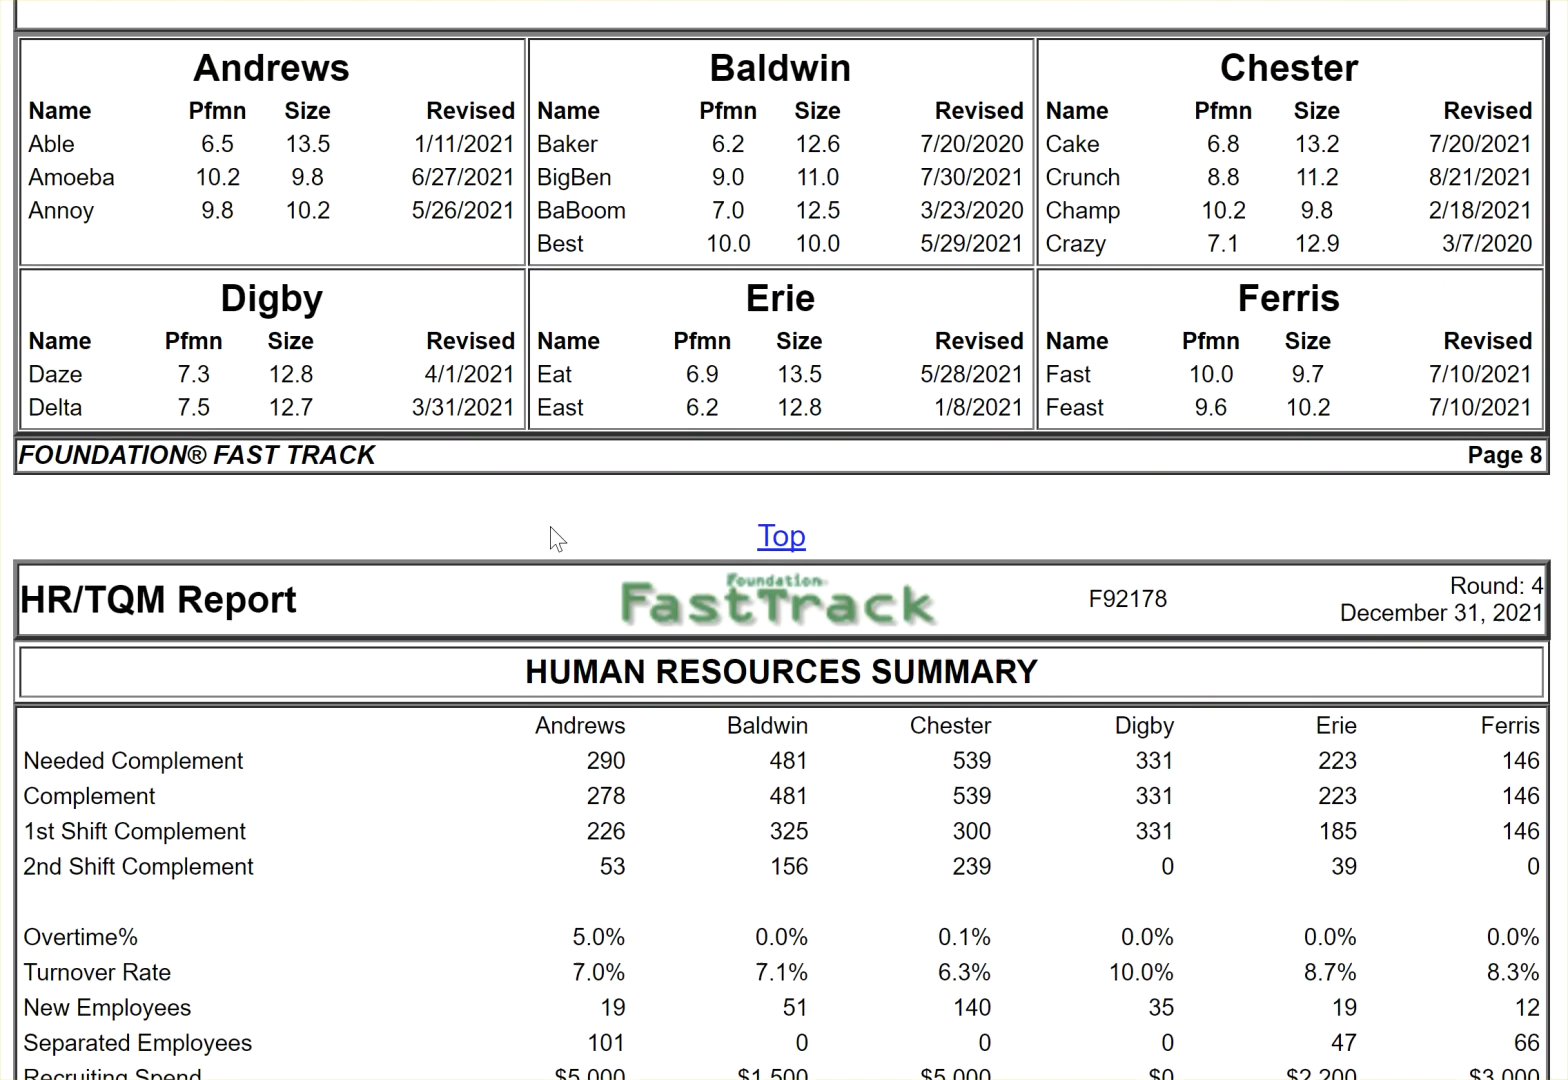 Andrews Baldwin Chester
Name Pfmn Size Revised Name Pfmn Size Revised Name Pfmn Size Revised
Able 6.5 13.5 1/11/2021 Baker 6.2 12.6 7/20/2020 Cake 6.8 13.2 7/20/2021
Amoeba 10.2 9.8 6/27/2021 BigBen 9.0 11.0 7/30/2021 Crunch 8.8 11.2 8/21/2021
Annoy 9.8 10.2 5/26/2021 BaBoom 7.0 12.5 3/23/2020 Champ 10.2 9.8 2/18/2021
Best 10.0 10.0 5/29/2021 Crazy 7.1 12.9 3/7/2020
Digby Erie Ferris
Name Pfmn Size Revised Name Pfmn Size Revised Name Pfmn Size Revised
Daze 7.3 12.8 4/1/2021 Eat 6.9 13.5 5/28/2021 Fast 10.0 9.7 7/10/2021
Delta 7.5 12.7 3/31/2021 East 6.2 12.8 1/8/2021 Feast 9.6 10.2 7/10/2021
FOUNDATION® FAST TRACK Page 8
Top
HR/TQM Report Foundation FastTrack F92178 Round: 4
December 31, 2021
HUMAN RESOURCES SUMMARY
Andrews Baldwin Chester Digby Erie Ferris
Needed Complement 290 481 539 331 223 146
Complement 278 481 539 331 223 146
1st Shift Complement 226 325 300 331 185 146
2nd Shift Complement 53 156 239 0 39 0
Overtime% 5.0% 0.0% 0.1% 0.0% 0.0% 0.0%
Turnover Rate 7.0% 7.1% 6.3% 10.0% 8.7% 8.3%
New Employees 19 51 140 35 19 12
Separated Employees 101 0 0 0 47 66
Recruiting Spend $5,000 $1,500 $5,000 $0 $2,200 $3,000